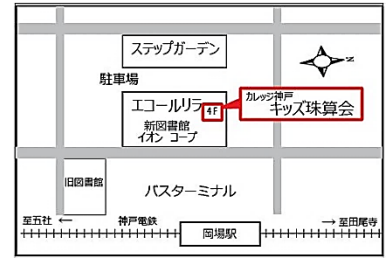 ステップガーデン
駐車場
N
エコールリラ
4F
カレッジ神戸
キッズ珠算会
新図書館
イオン コープ
旧図書館
バスターミナル
至五社 ←
神戸電鉄
→ 至田尾寺
岡場駅